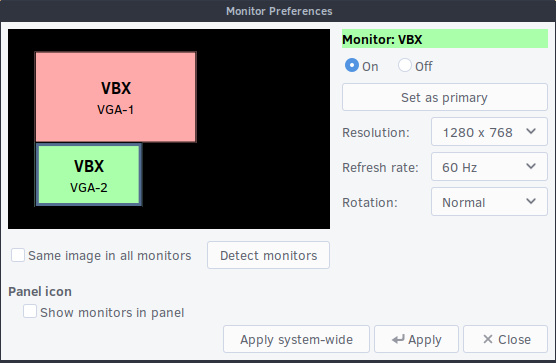 Monitor Preferences
VBX
VGA-1
VBX
VGA-2
Monitor: VBX
On Off
Set as primary
Resolution: 1280 x 768
Refresh rate: 60 Hz
Rotation: Normal
Same image in all monitors Detect monitors
Panel icon
Show monitors in panel
Apply system-wide Apply Close